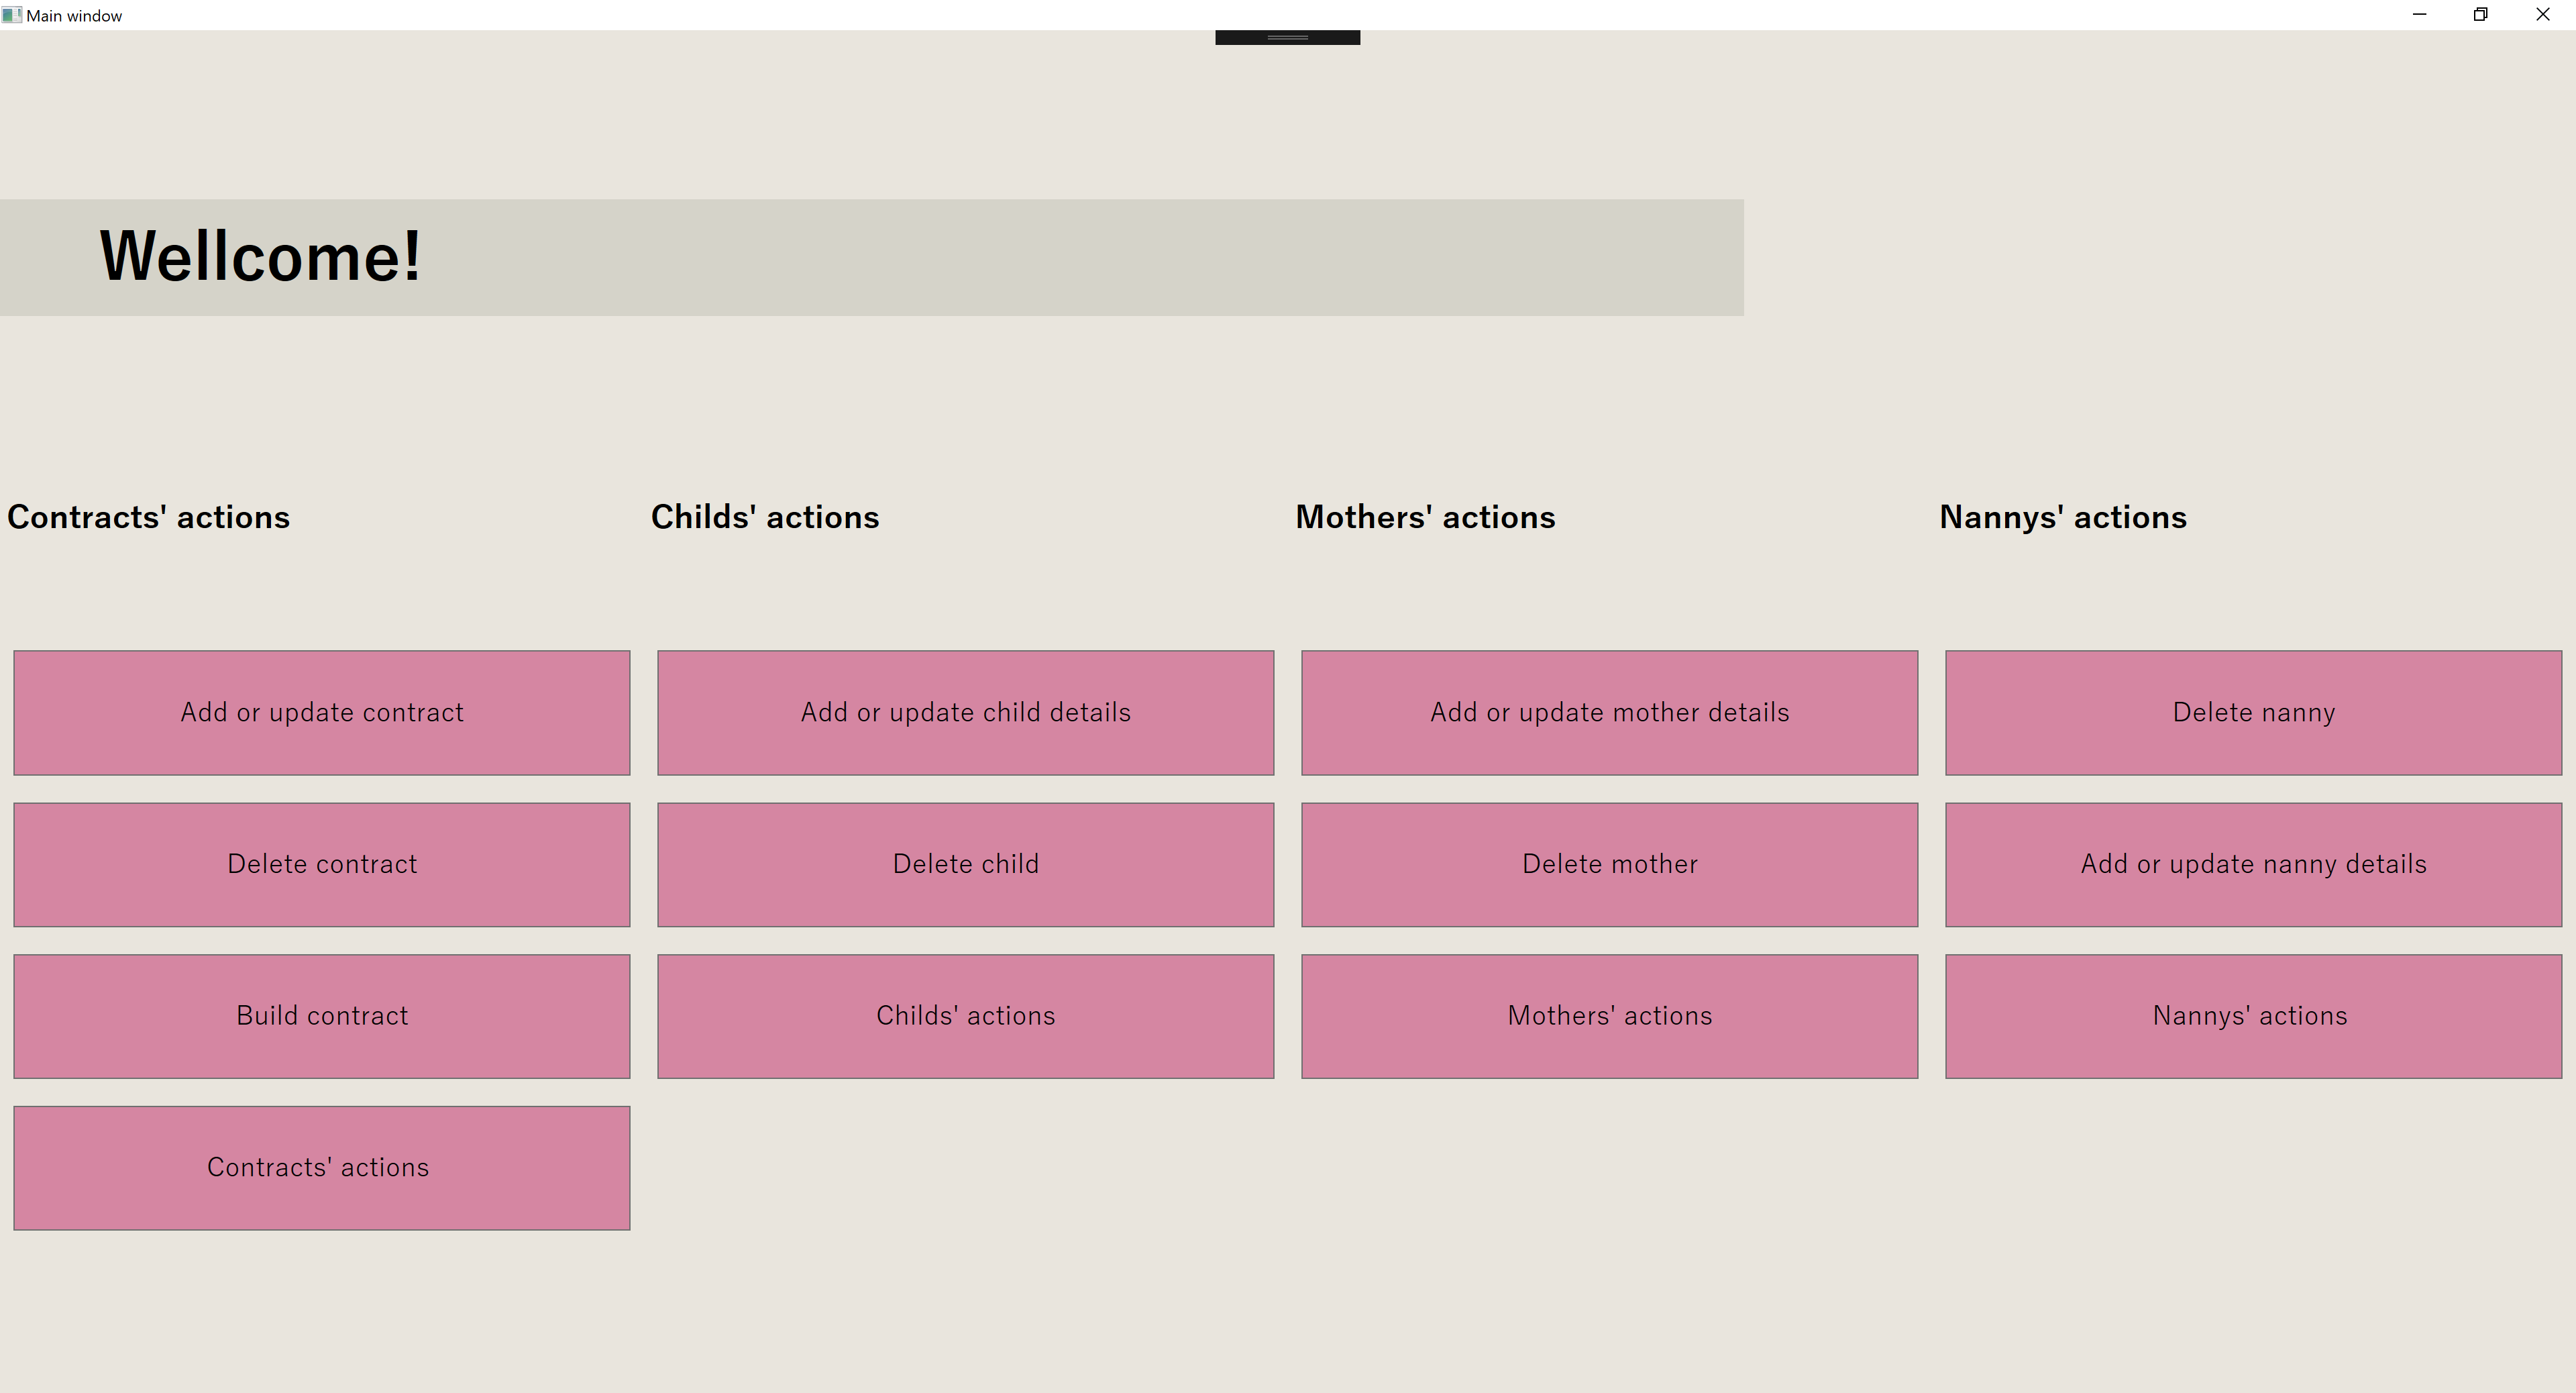 Main window
Wellcome!
Contracts' actions
Childs' actions
Mothers' actions
Nannys' actions
Add or update contract
Add or update child details
Add or update mother details
Delete nanny
Delete contract
Delete child
Delete mother
Add or update nanny details
Build contract
Childs' actions
Mothers' actions
Nannys' actions
Contracts' actions